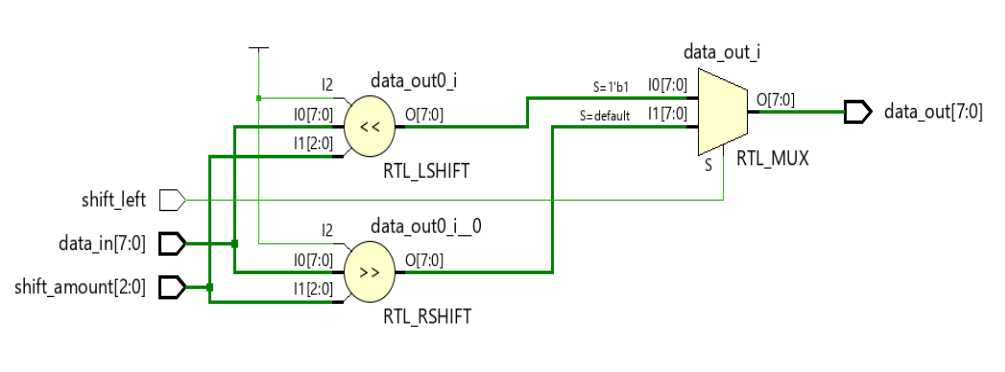 data_out_i
I2
data_out0_i
S=1'b1
I0[7:0]
O[7:0]
I0[7:0]
O[7:0]
<<
S=default
I1[7:0]
data_out[7:0]
I1[2:0]
S
RTL_MUX
RTL_LSHIFT
shift_left
data_out0_i__0
I2
data_in[7:0]
I0[7:0]
O[7:0]
>>
shift_amount[2:0]
I1[2:0]
RTL_RSHIFT